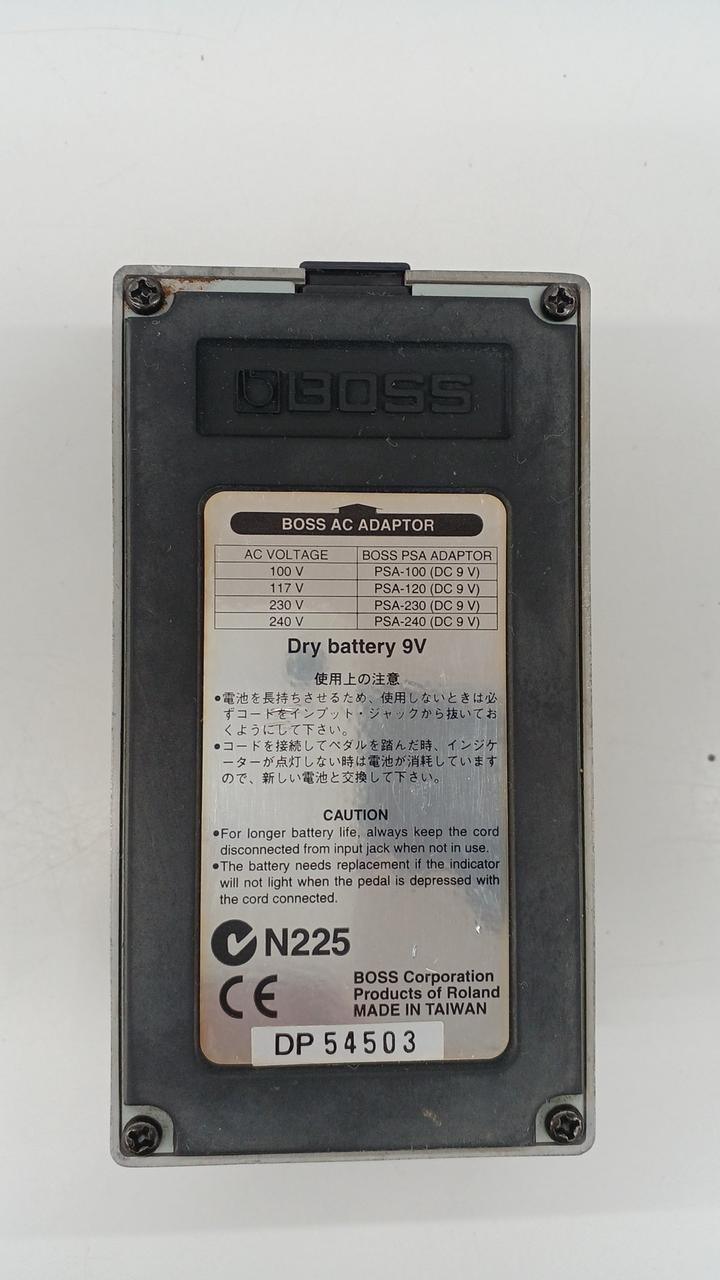 BOSS
BOSS AC ADAPTOR
AC VOLTAGE BOSS PSA ADAPTOR
100 V PSA-100 (DC 9 V)
117 V PSA-120 (DC 9 V)
230 V PSA-230 (DC 9 V)
240 V PSA-240 (DC 9 V)
Dry battery 9V
使用上の注意
●電池を長持ちさせるため、使用しないときは必
ずコードをインプット・ジャックから抜いてお
くようにして下さい。
●コードを接続してペダルを踏んだ時、インジケ
ーターが点灯しない時は電池が消耗しています
ので、新しい電池と交換して下さい。
CAUTION
●For longer battery life, always keep the cord
disconnected from input jack when not in use.
●The battery needs replacement if the indicator
will not light when the pedal is depressed with
the cord connected.
N225
CE
BOSS Corporation
Products of Roland
MADE IN TAIWAN
DP 54503